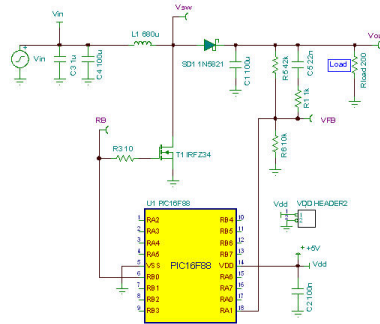 Vin
Vsw
Vou
L1 680u
Vin
C3 1u
C4 100u
SD1 1N5821
C1 100u
R5 42k
C5 22n
R1 1k
Load
Rload 200
RB
VFB
R3 10
T1 IRFZ34
R6 10k
U1 PIC16F88
Vdd
VDD HEADER2
1 RA2
2 RA3
3 RA4
4 RA5
5 VSS
6 RB0
7 RB1
8 RB2
9 RB3
PIC16F88
RB4 10
RB5 11
RB6 12
RB7 13
VDD 14
RA6 15
RA7 16
RA0 17
RA1 18
+5V
Vdd
C2 100n